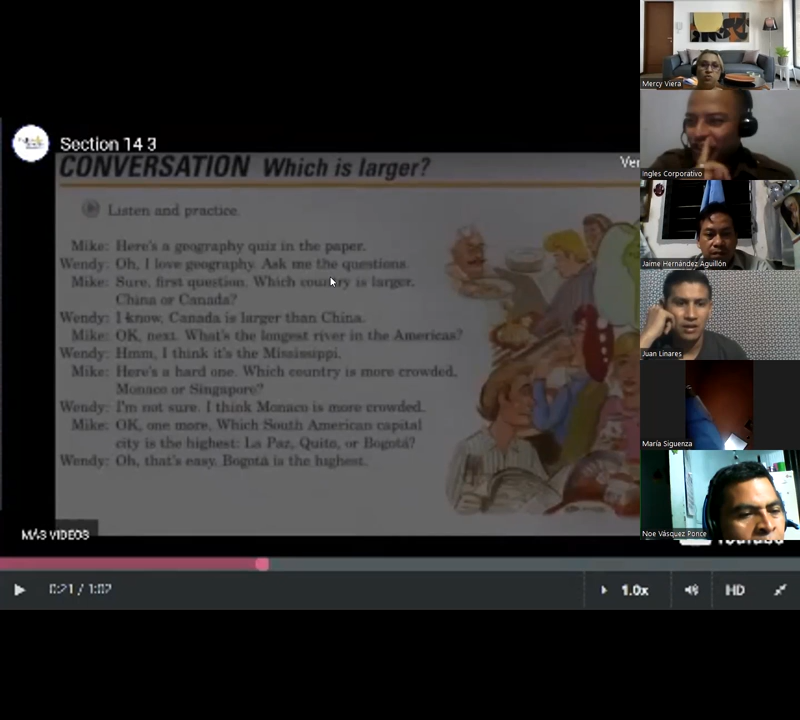 Section 14 3
CONVERSATION Which is larger?
Listen and practice.
Mike: Here's a geography quiz in the paper.
Wendy: Oh, I love geography. Ask me the questions.
Mike: Sure, first question. Which country is larger,
China or Canada?
Wendy: I know. Canada is larger than China.
Mike: OK, next. What's the longest river in the Americas?
Wendy: Hmm, I think it's the Mississippi.
Mike: Here's a hard one. Which country is more crowded,
Monaco or Singapore?
Wendy: I'm not sure. I think Monaco is more crowded.
Mike: OK, one more. Which South American capital
city is the highest: La Paz, Quito, or Bogotá?
Wendy: Oh, that's easy. Bogotá is the highest.
MÁS VIDEOS
0:21 / 1:02
1.0x
HD
Mercy Viera
Ingles Corporativo
Jaime Hernández Aguillón
Juan Linares
María Siguenza
Noe Vásquez Ponce